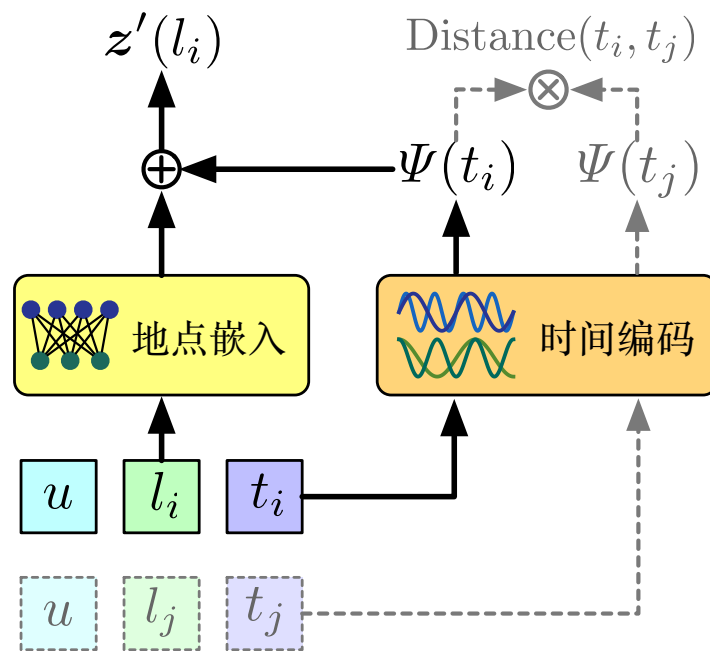 z′(l_i) Distance(t_i, t_j)
Ψ(t_i) Ψ(t_j)
地点嵌入 时间编码
u l_i t_i
u l_j t_j